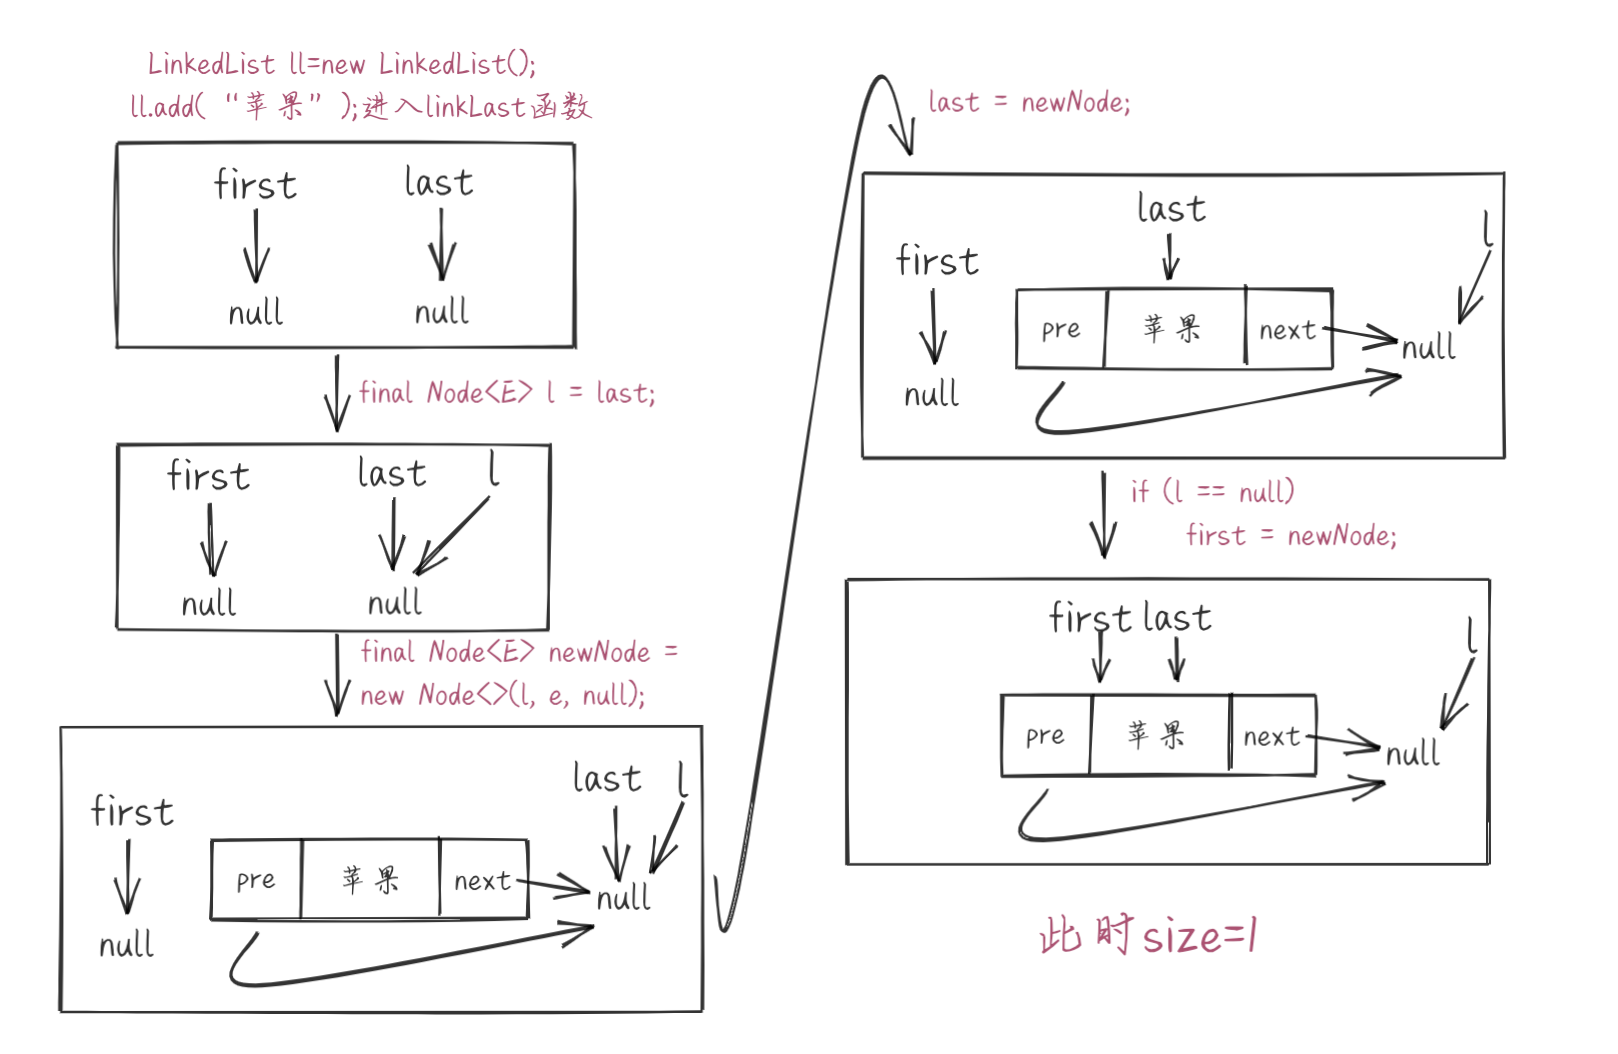 LinkedList ll=new LinkedList();
ll.add( “苹果” );进入linkLast函数
first last
null null
final Node<E> l = last;
first last l
null null
final Node<E> newNode =
new Node<>(l, e, null);
last l
first
pre 苹果 next
null
null
last = newNode;
last l
first
pre 苹果 next
null
null
if (l == null)
first = newNode;
first last l
pre 苹果 next
null
此时size=1